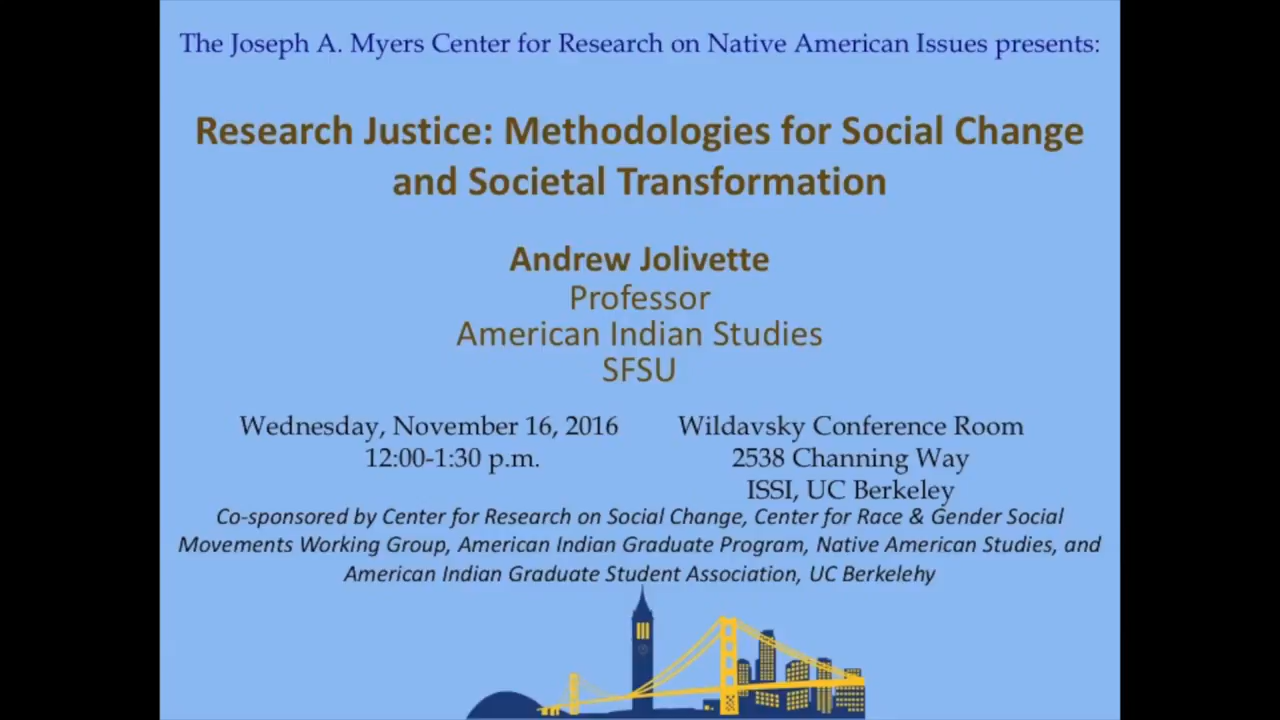 The Joseph A. Myers Center for Research on Native American Issues presents:
Research Justice: Methodologies for Social Change
and Societal Transformation
Andrew Jolivette
Professor
American Indian Studies
SFSU
Wednesday, November 16, 2016
12:00-1:30 p.m.
Wildavsky Conference Room
2538 Channing Way
ISSI, UC Berkeley
Co-sponsored by Center for Research on Social Change, Center for Race & Gender Social
Movements Working Group, American Indian Graduate Program, Native American Studies, and
American Indian Graduate Student Association, UC Berkelehy